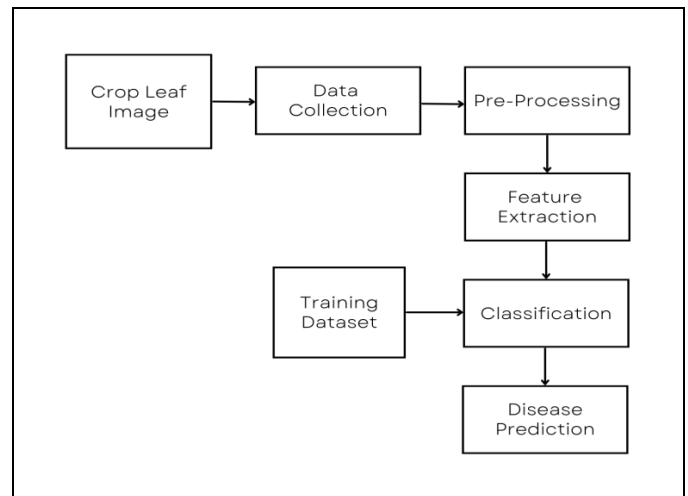 Crop Leaf
Image
Data
Collection
Pre-Processing
Feature
Extraction
Training
Dataset
Classification
Disease
Prediction